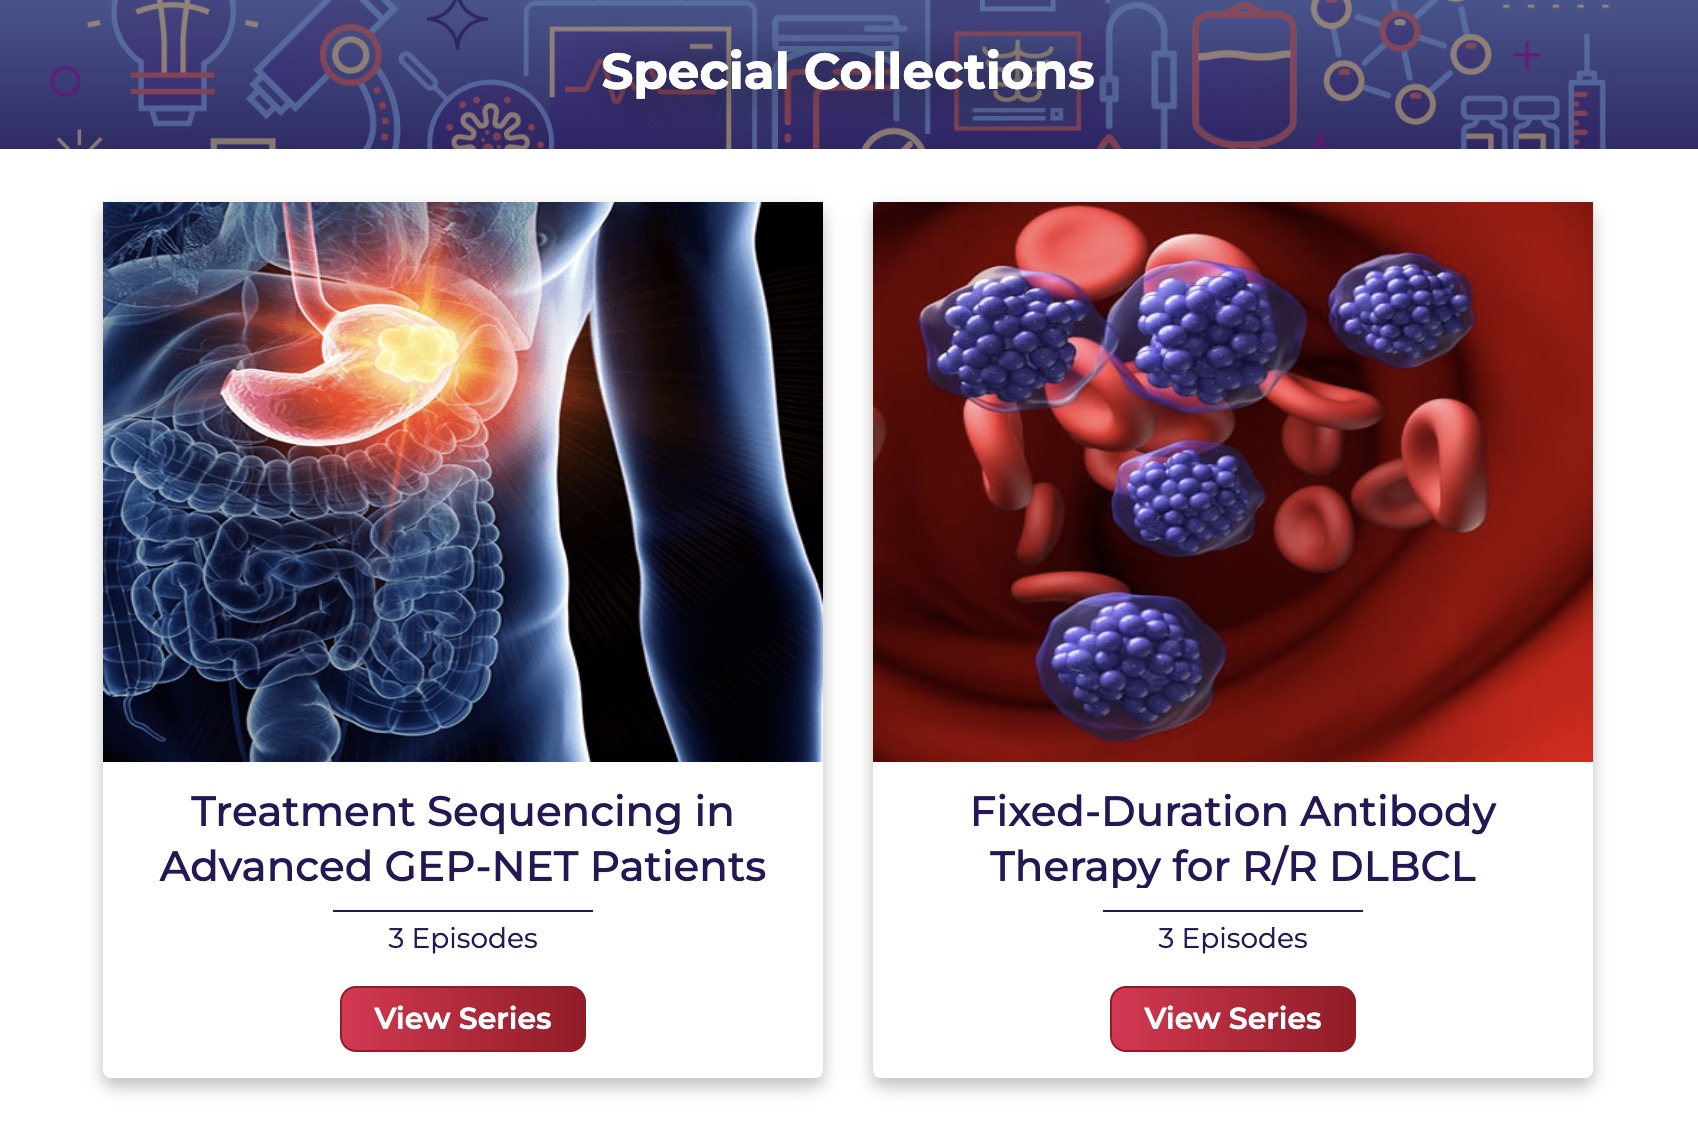 Special Collections
Treatment Sequencing in
Advanced GEP-NET Patients
3 Episodes
View Series
Fixed-Duration Antibody
Therapy for R/R DLBCL
3 Episodes
View Series